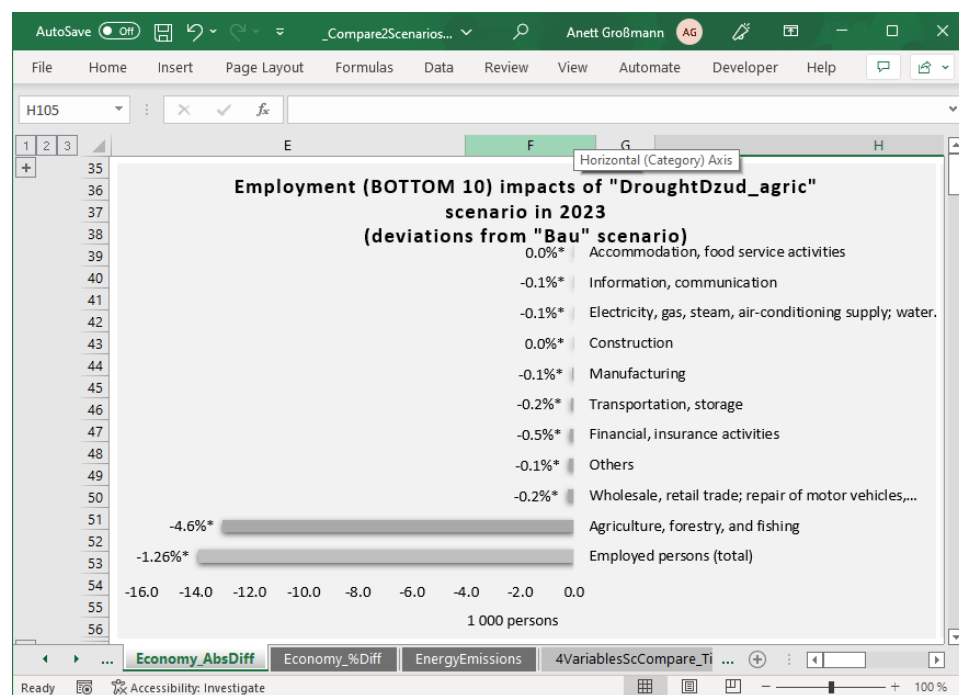 AutoSave Off _Compare2Scenarios... Anett Großmann AG
File Home Insert Page Layout Formulas Data Review View Automate Developer Help
H105 fx
1 2 3 E F G H
Horizontal (Category) Axis
35
36
37
38
39
40
41
42
43
44
45
46
47
48
49
50
51
52
53
54
55
56
Employment (BOTTOM 10) impacts of "DroughtDzud_agric"
scenario in 2023
(deviations from "Bau" scenario)
0.0%* Accommodation, food service activities
-0.1%* Information, communication
-0.1%* Electricity, gas, steam, air-conditioning supply; water.
0.0%* Construction
-0.1%* Manufacturing
-0.2%* Transportation, storage
-0.5%* Financial, insurance activities
-0.1%* Others
-0.2%* Wholesale, retail trade; repair of motor vehicles,...
-4.6%* Agriculture, forestry, and fishing
-1.26%* Employed persons (total)
-16.0 -14.0 -12.0 -10.0 -8.0 -6.0 -4.0 -2.0 0.0
1 000 persons
... Economy_AbsDiff Economy_%Diff EnergyEmissions 4VariablesScCompare_Ti ...
Ready Accessibility: Investigate 100 %